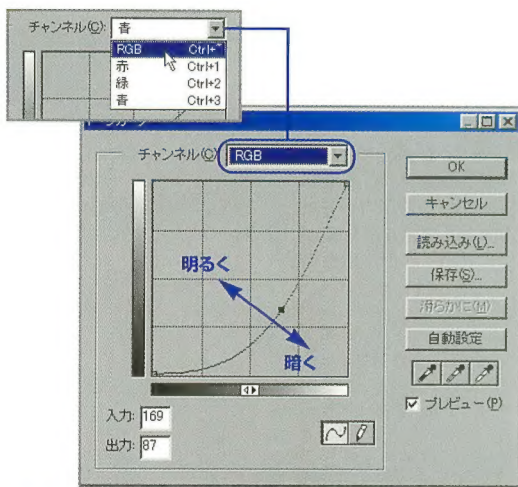 チャンネル(C): 青
RGB Ctrl+~
赤 Ctrl+1
緑 Ctrl+2
青 Ctrl+3
チャンネル(C): RGB
OK
キャンセル
読み込み(L)...
保存(S)...
滑らかに(M)
自動設定
プレビュー(P)
明るく
暗く
入力: 169
出力: 87